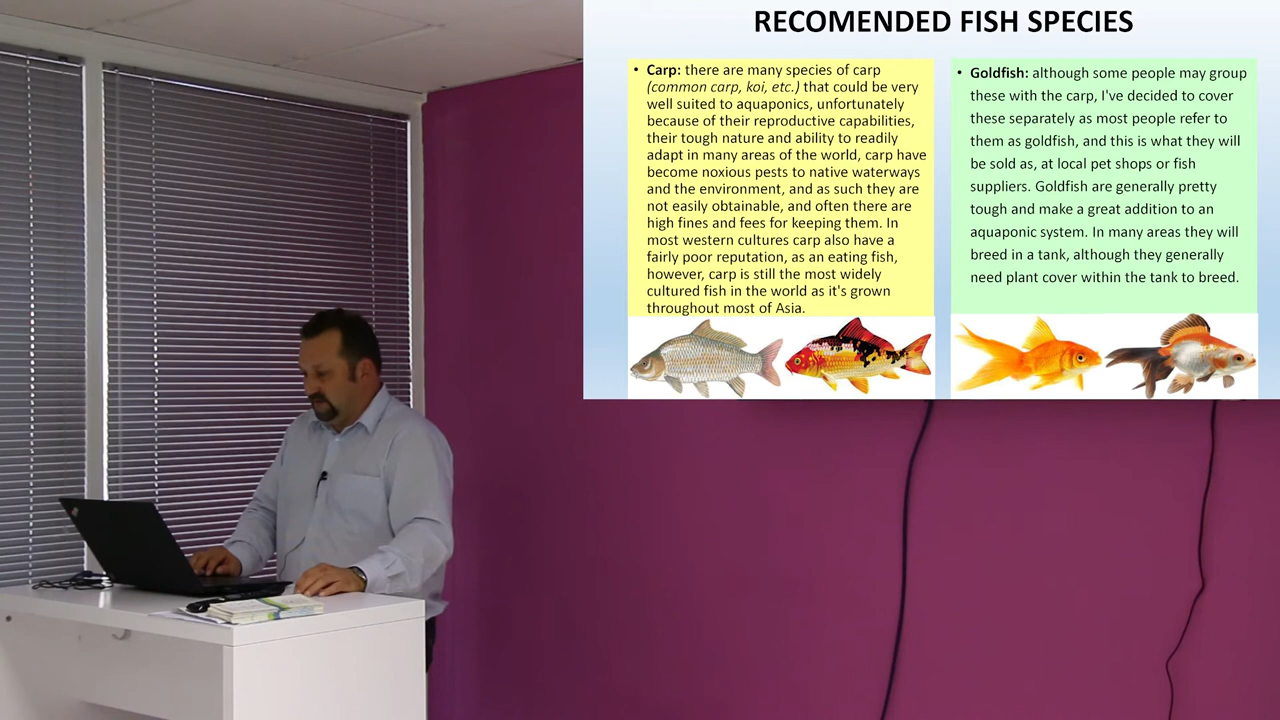 RECOMENDED FISH SPECIES
• Carp: there are many species of carp
(common carp, koi, etc.) that could be very
well suited to aquaponics, unfortunately
because of their reproductive capabilities,
their tough nature and ability to readily
adapt in many areas of the world, carp have
become noxious pests to native waterways
and the environment, and as such they are
not easily obtainable, and often there are
high fines and fees for keeping them. In
most western cultures carp also have a
fairly poor reputation, as an eating fish,
however, carp is still the most widely
cultured fish in the world as it's grown
throughout most of Asia.
• Goldfish: although some people may group
these with the carp, I've decided to cover
these separately as most people refer to
them as goldfish, and this is what they will
be sold as, at local pet shops or fish
suppliers. Goldfish are generally pretty
tough and make a great addition to an
aquaponic system. In many areas they will
breed in a tank, although they generally
need plant cover within the tank to breed.